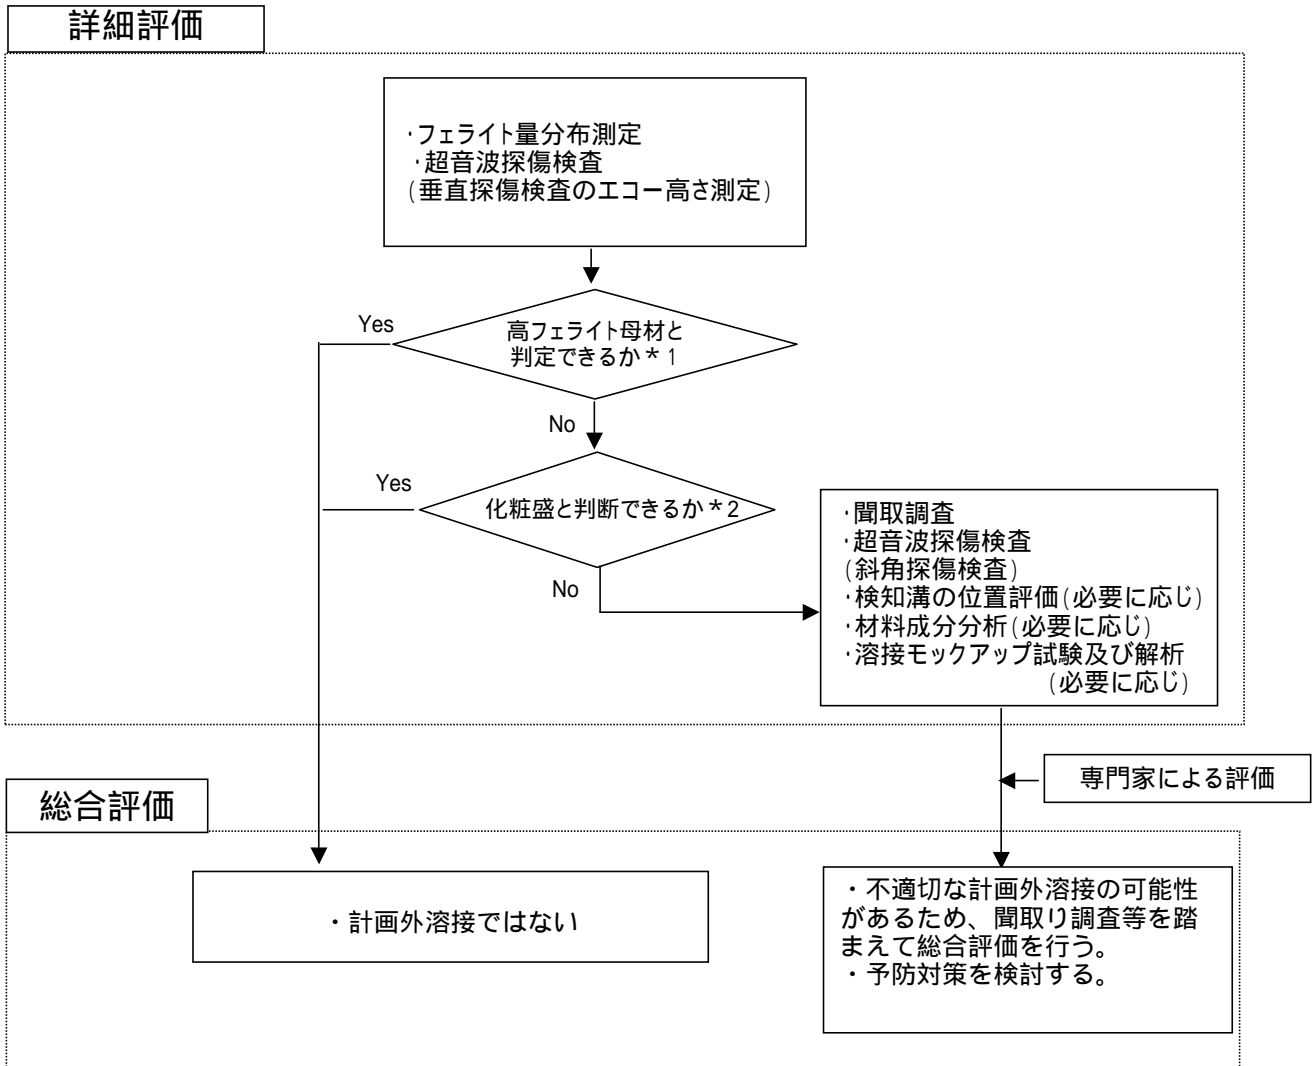 詳細評価
・フェライト量分布測定
・超音波探傷検査
(垂直探傷検査のエコー高さ測定)
Yes
高フェライト母材と
判定できるか＊1
No
Yes
化粧盛と判断できるか＊2
No
・聞取調査
・超音波探傷検査
(斜角探傷検査)
・検知溝の位置評価(必要に応じ)
・材料成分分析(必要に応じ)
・溶接モックアップ試験及び解析
(必要に応じ)
専門家による評価
総合評価
・計画外溶接ではない
・不適切な計画外溶接の可能性
があるため、聞取り調査等を踏
まえて総合評価を行う。
・予防対策を検討する。